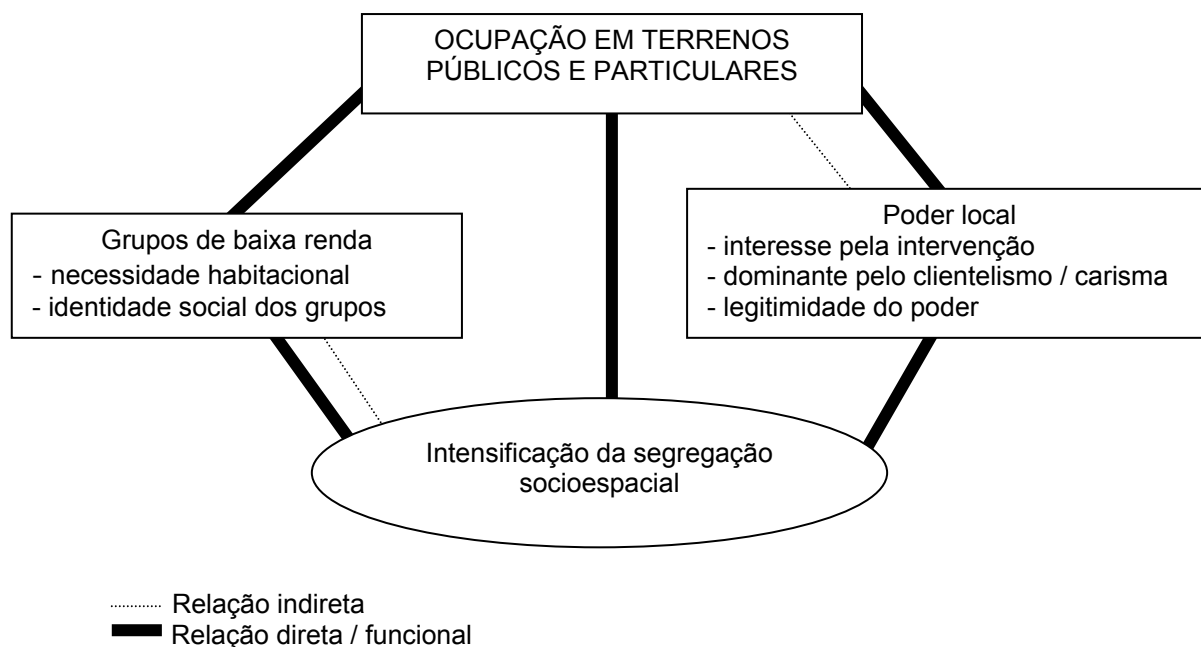 OCUPAÇÃO EM TERRENOS
PÚBLICOS E PARTICULARES
Grupos de baixa renda
- necessidade habitacional
- identidade social dos grupos
Poder local
- interesse pela intervenção
- dominante pelo clientelismo / carisma
- legitimidade do poder
Intensificação da segregação
socioespacial
Relação indireta
Relação direta / funcional